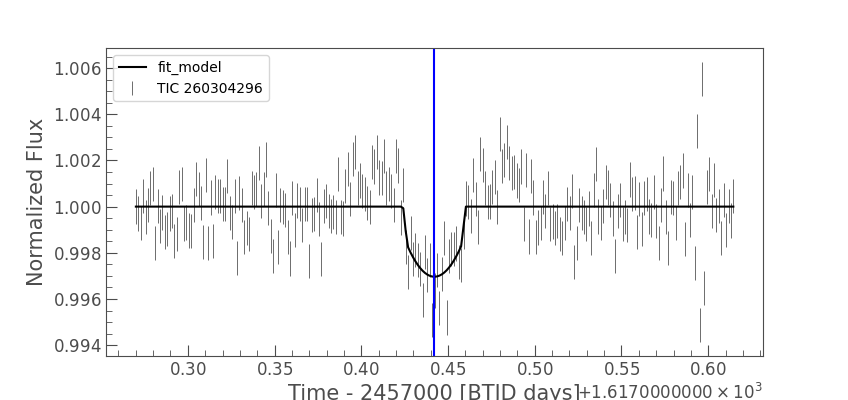 fit_model
TIC 260304296
Normalized Flux
1.006
1.004
1.002
1.000
0.998
0.996
0.994
0.30 0.35 0.40 0.45 0.50 0.55 0.60
Time - 2457000 [BTJD days]
+1.6170000000 × 10³